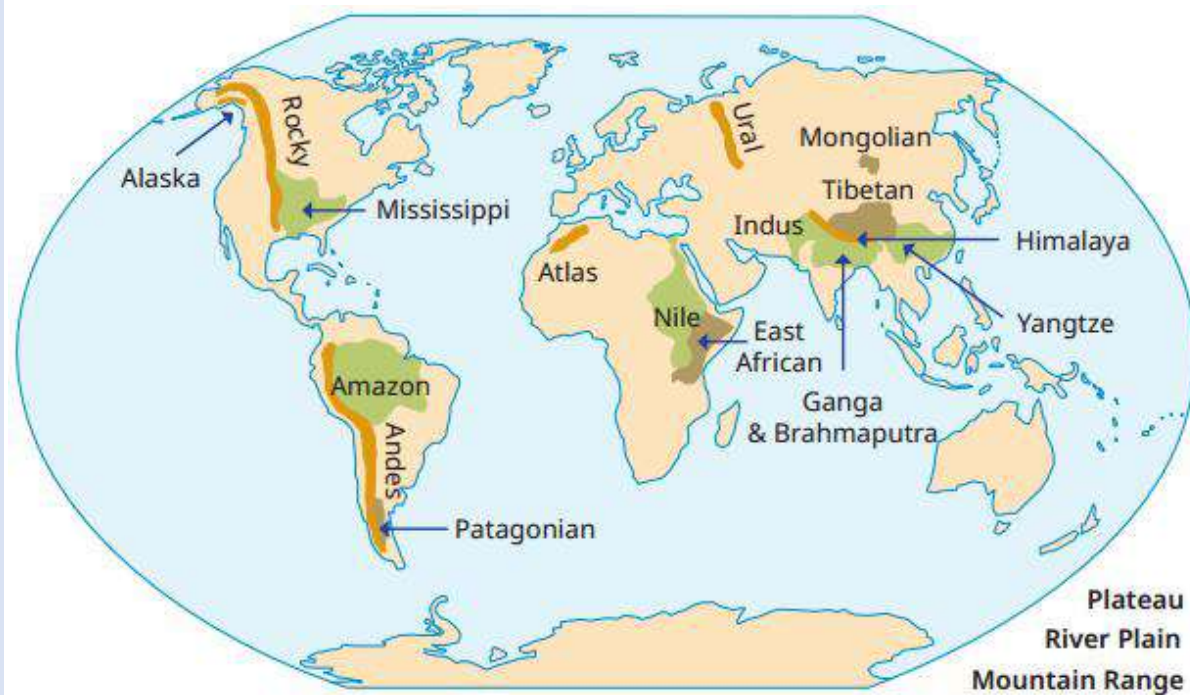 Rocky
Alaska
Mississippi
Ural
Mongolian
Tibetan
Indus
Himalaya
Atlas
Nile
East
African
Yangtze
Ganga
& Brahmaputra
Amazon
Andes
Patagonian
Plateau
River Plain
Mountain Range